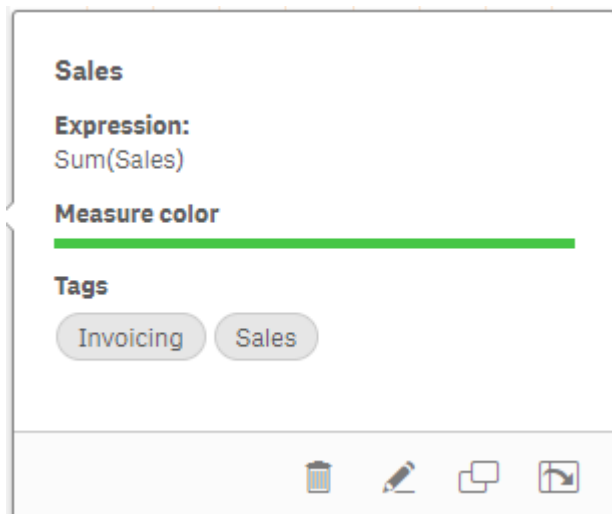 Sales
Expression:
Sum(Sales)
Measure color
Tags
Invoicing Sales